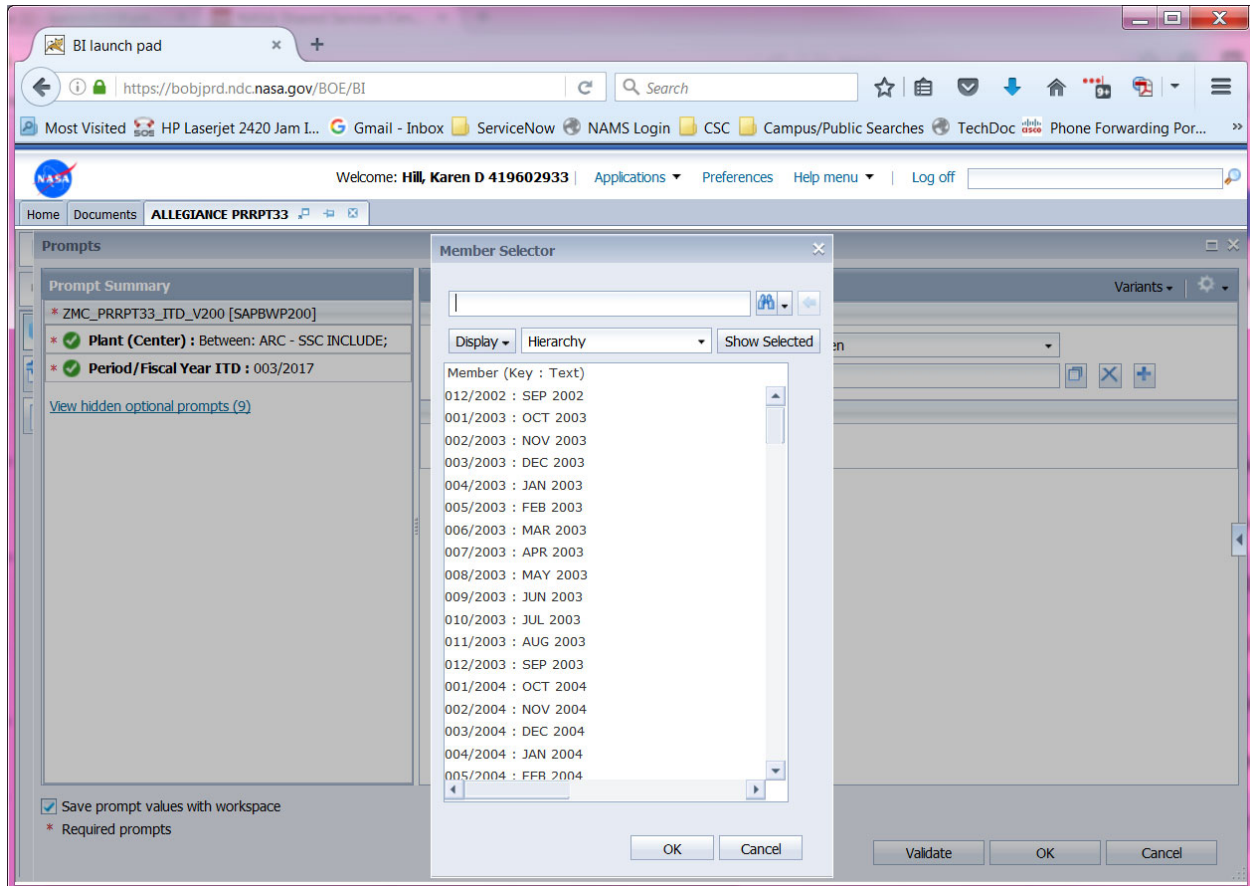 BI launch pad
https://bobjprd.ndc.nasa.gov/BOE/BI
Search
9+
Most Visited HP Laserjet 2420 Jam I... Gmail - Inbox ServiceNow NAMS Login CSC Campus/Public Searches TechDoc Phone Forwarding Por... »
NASA
Welcome: Hill, Karen D 419602933 | Applications Preferences Help menu | Log off
Home Documents ALLEGIANCE PRRPT33
Prompts
Member Selector
Prompt Summary
Variants
* ZMC_PRRPT33_ITD_V200 [SAPBWP200]
* Plant (Center) : Between: ARC - SSC INCLUDE;
* Period/Fiscal Year ITD : 003/2017
View hidden optional prompts (9)
Display Hierarchy Show Selected
en
Member (Key : Text)
012/2002 : SEP 2002
001/2003 : OCT 2003
002/2003 : NOV 2003
003/2003 : DEC 2003
004/2003 : JAN 2003
005/2003 : FEB 2003
006/2003 : MAR 2003
007/2003 : APR 2003
008/2003 : MAY 2003
009/2003 : JUN 2003
010/2003 : JUL 2003
011/2003 : AUG 2003
012/2003 : SEP 2003
001/2004 : OCT 2004
002/2004 : NOV 2004
003/2004 : DEC 2004
004/2004 : JAN 2004
005/2004 : FEB 2004
OK Cancel
Save prompt values with workspace
* Required prompts
Validate OK Cancel